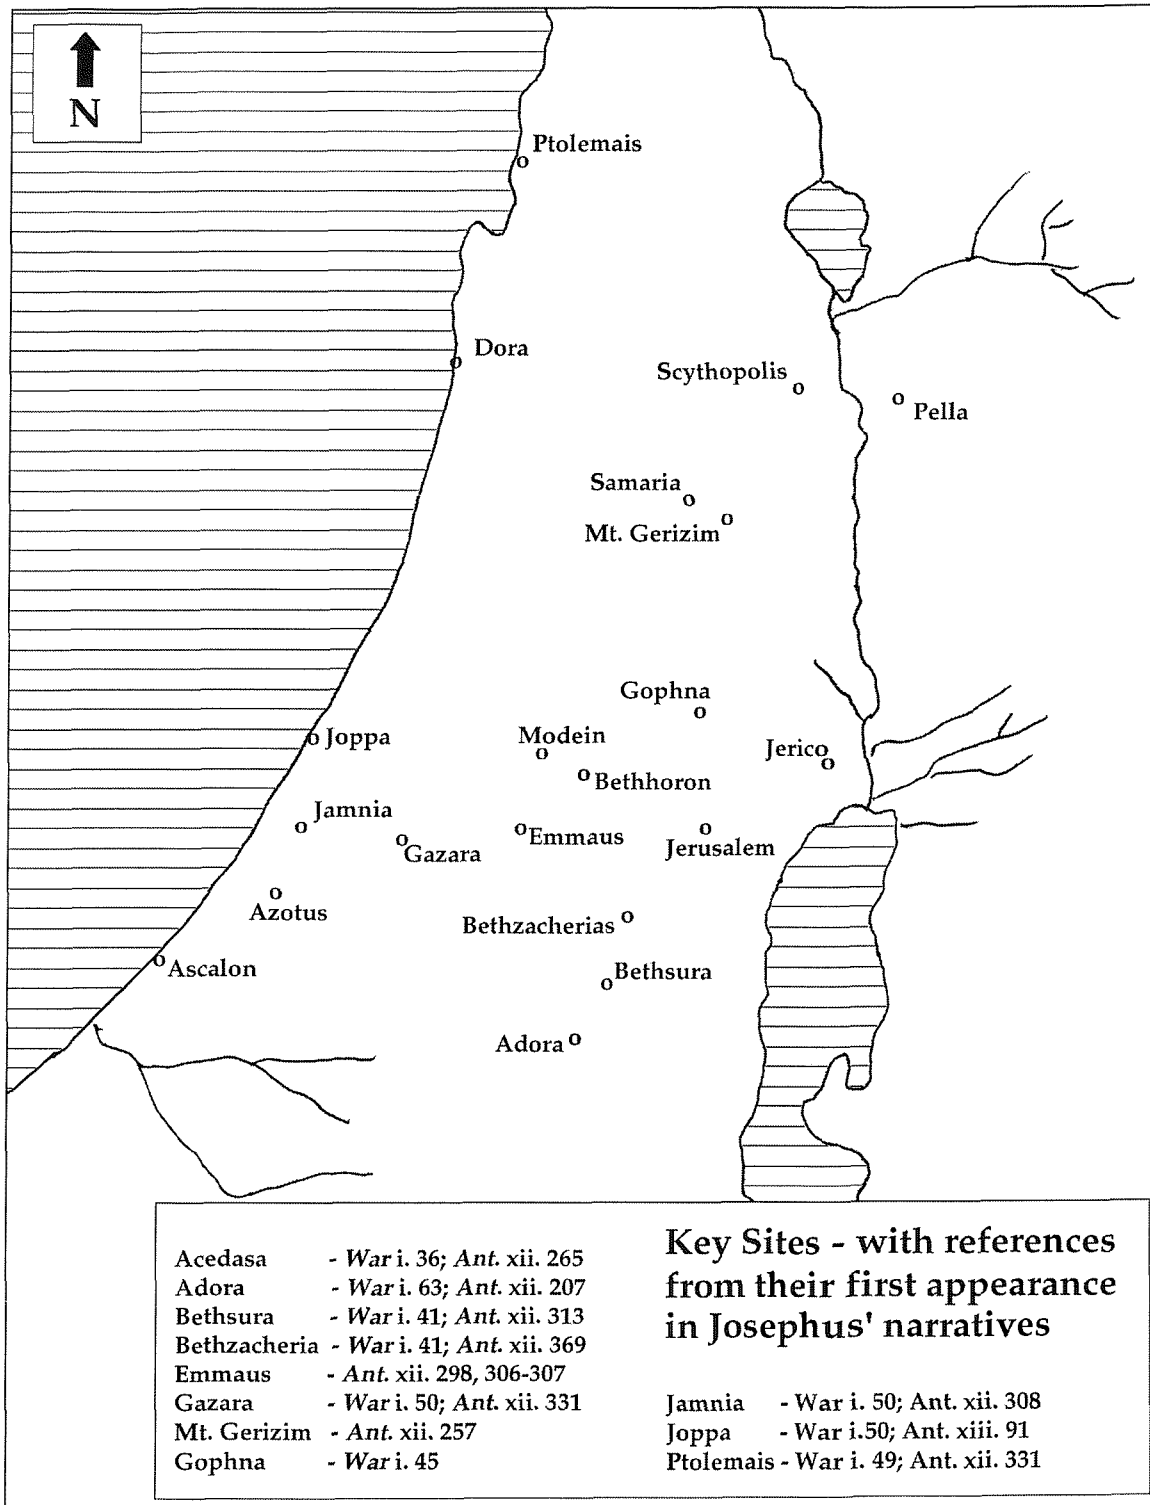 N
Ptolemais
Dora
Scythopolis
Pella
Samaria
Mt. Gerizim
Gophna
Joppa
Modein
Jerico
Bethhoron
Jamnia
Emmaus
Gazara
Jerusalem
Azotus
Bethzacherias
Ascalon
Bethsura
Adora
Acedasa - War i. 36; Ant. xii. 265
Adora - War i. 63; Ant. xii. 207
Bethsura - War i. 41; Ant. xii. 313
Bethzacheria - War i. 41; Ant. xii. 369
Emmaus - Ant. xii. 298, 306-307
Gazara - War i. 50; Ant. xii. 331
Mt. Gerizim - Ant. xii. 257
Gophna - War i. 45
Key Sites - with references
from their first appearance
in Josephus' narratives
Jamnia - War i. 50; Ant. xii. 308
Joppa - War i.50; Ant. xiii. 91
Ptolemais - War i. 49; Ant. xii. 331